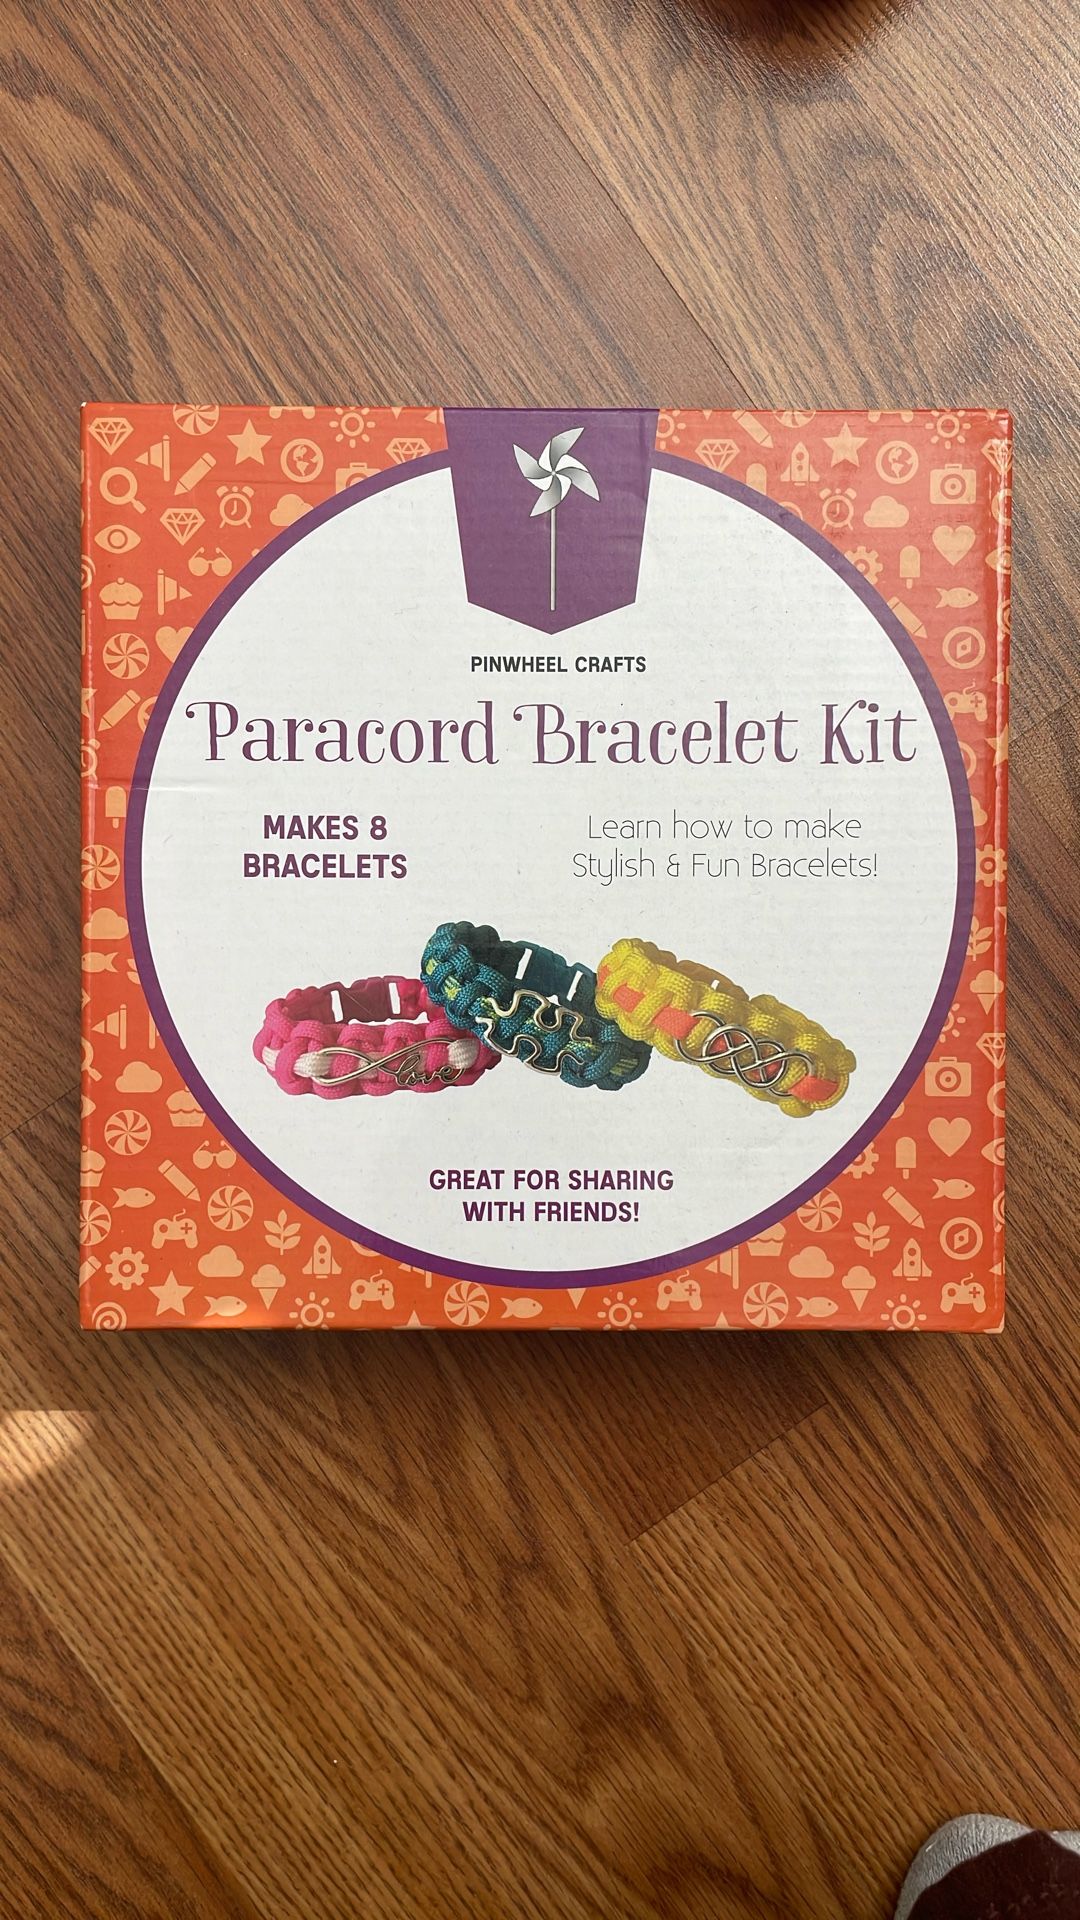 PINWHEEL CRAFTS
Paracord Bracelet Kit
MAKES 8
BRACELETS
Learn how to make
Stylish & Fun Bracelets!
love
GREAT FOR SHARING
WITH FRIENDS!